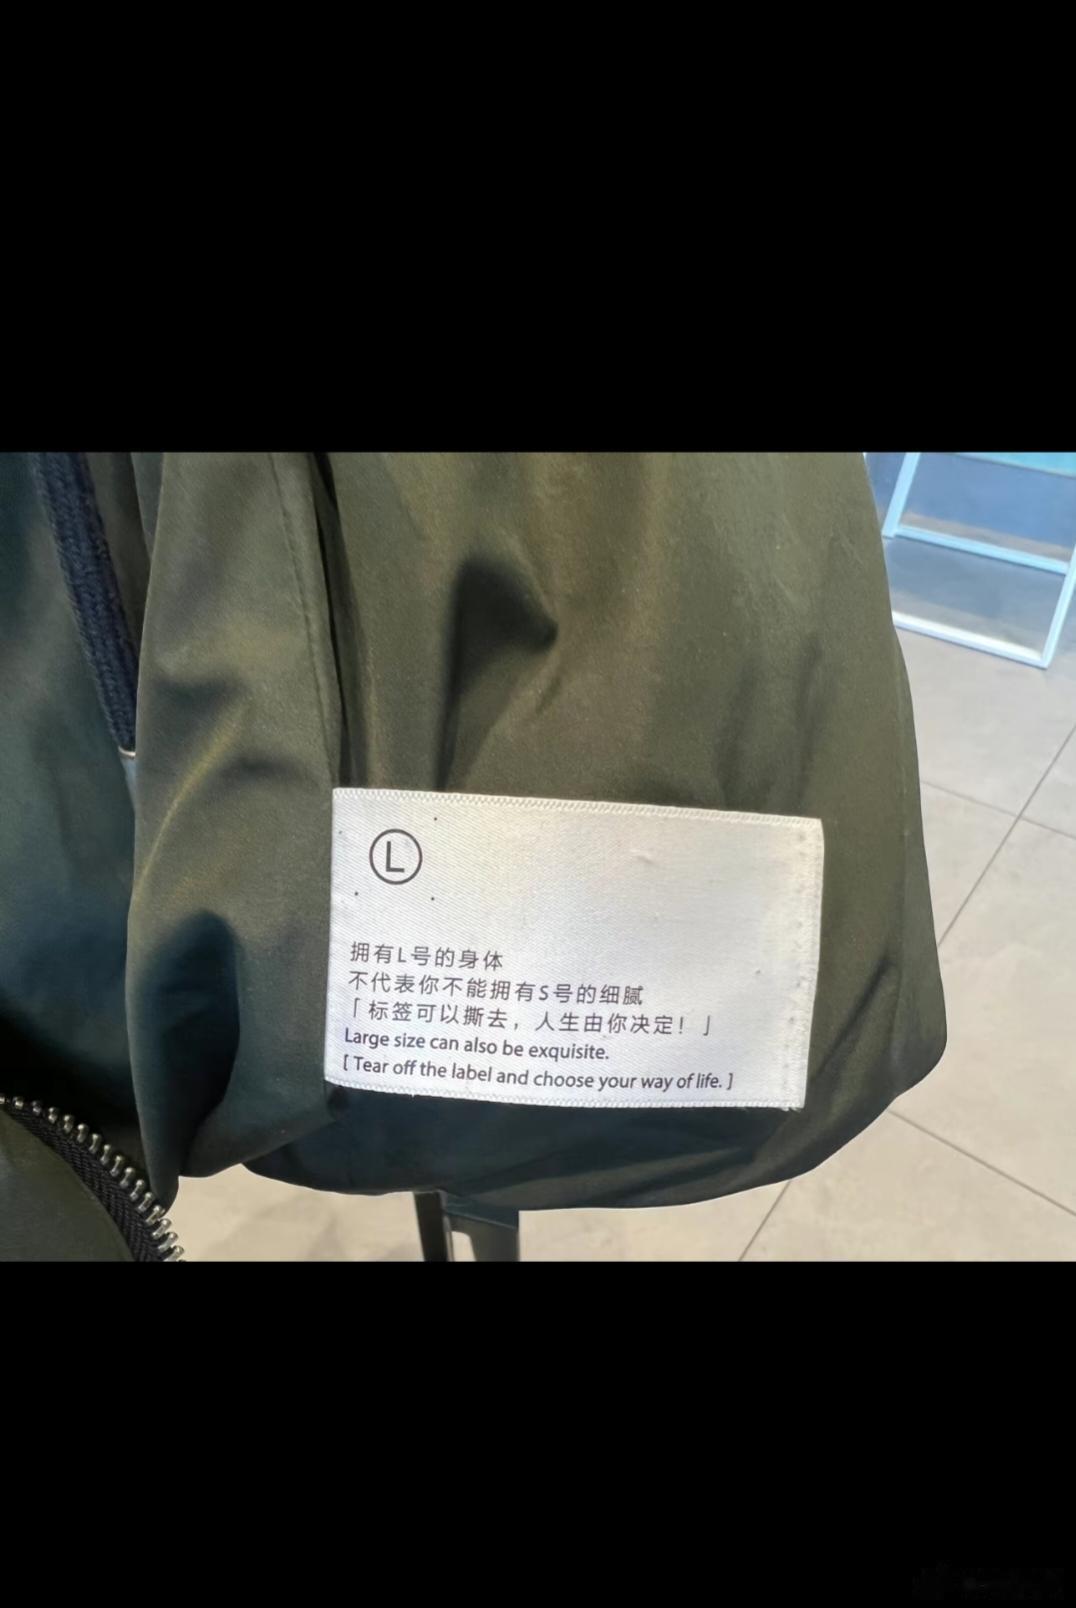 L
拥有L号的身体
不代表你不能拥有S号的细腻
「标签可以撕去，人生由你决定！」
Large size can also be exquisite.
[ Tear off the label and choose your way of life. ]